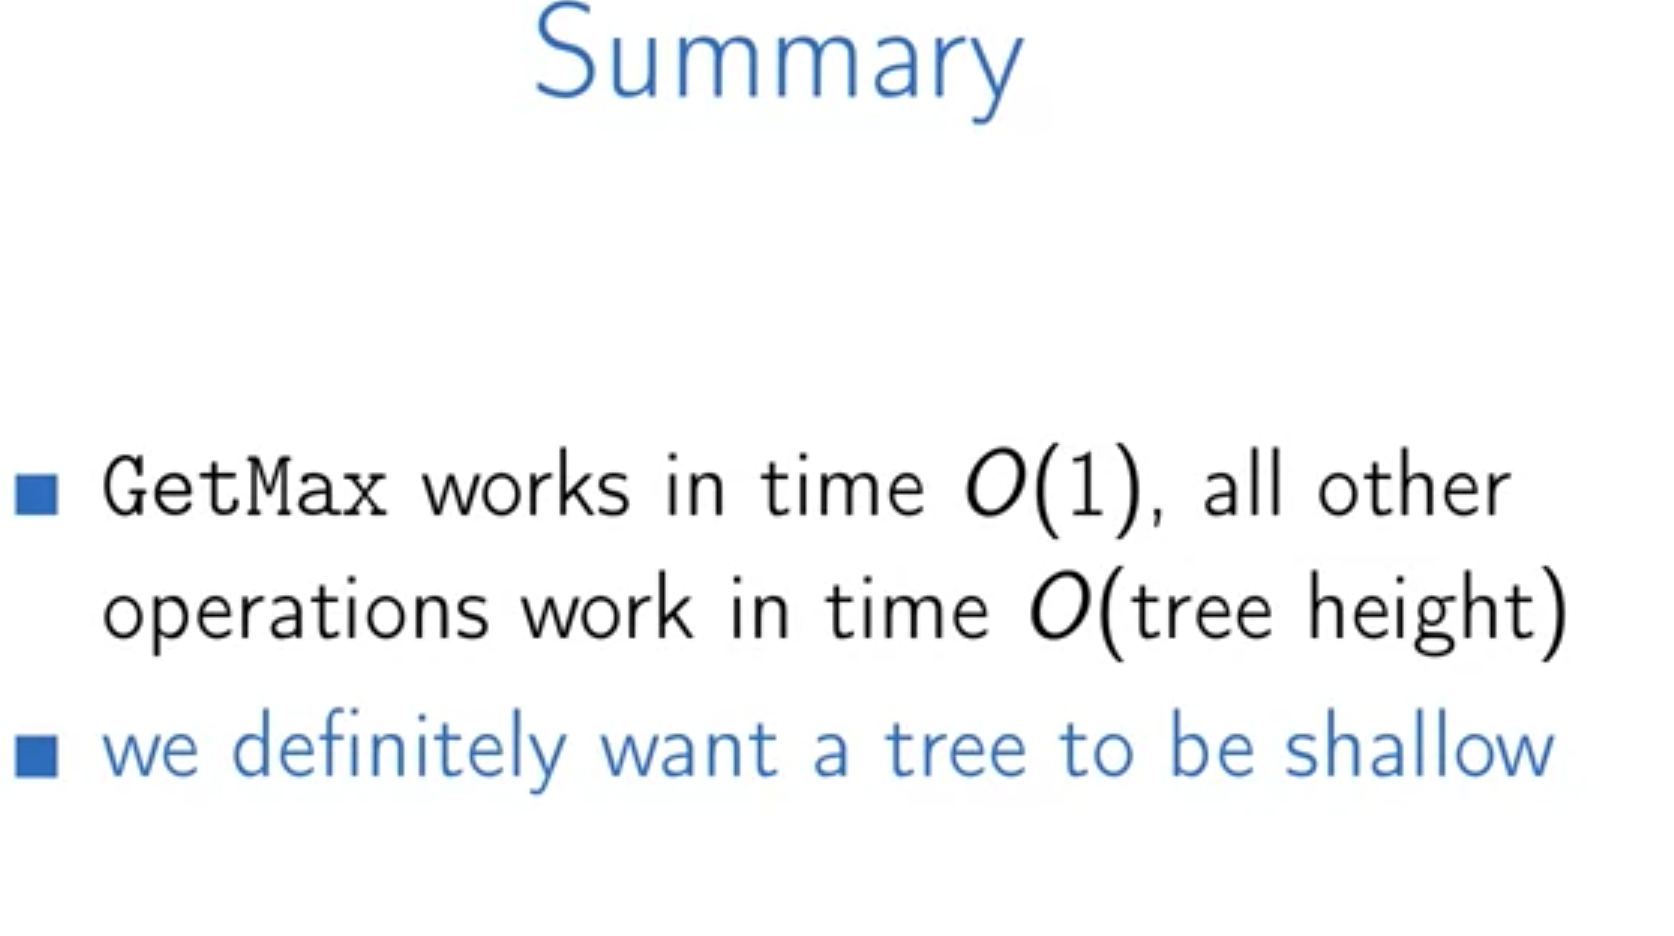 Summary
GetMax works in time O(1), all other
operations work in time O(tree height)
we definitely want a tree to be shallow